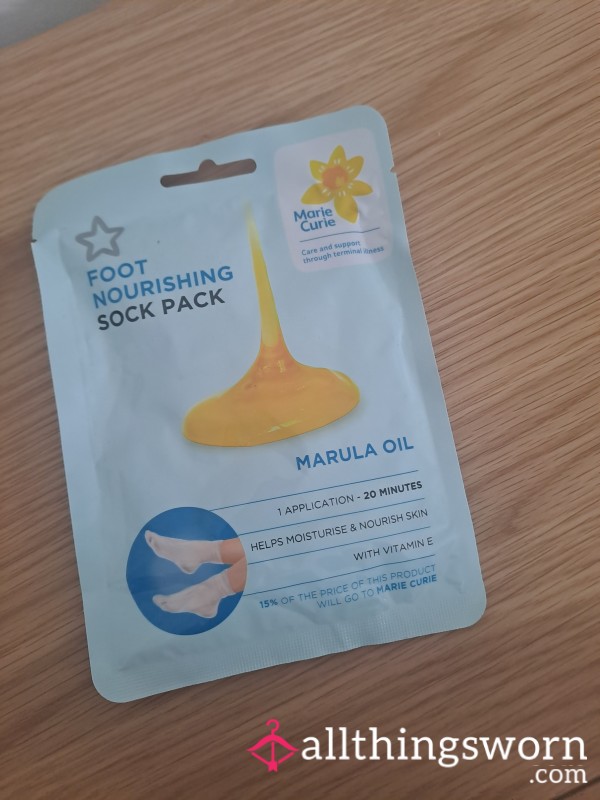 Marie
Curie
Care and support
through terminal illness
FOOT
NOURISHING
SOCK PACK
MARULA OIL
1 APPLICATION - 20 MINUTES
HELPS MOISTURISE & NOURISH SKIN
WITH VITAMIN E
15% OF THE PRICE OF THIS PRODUCT
WILL GO TO MARIE CURIE
allthingsworn
.com